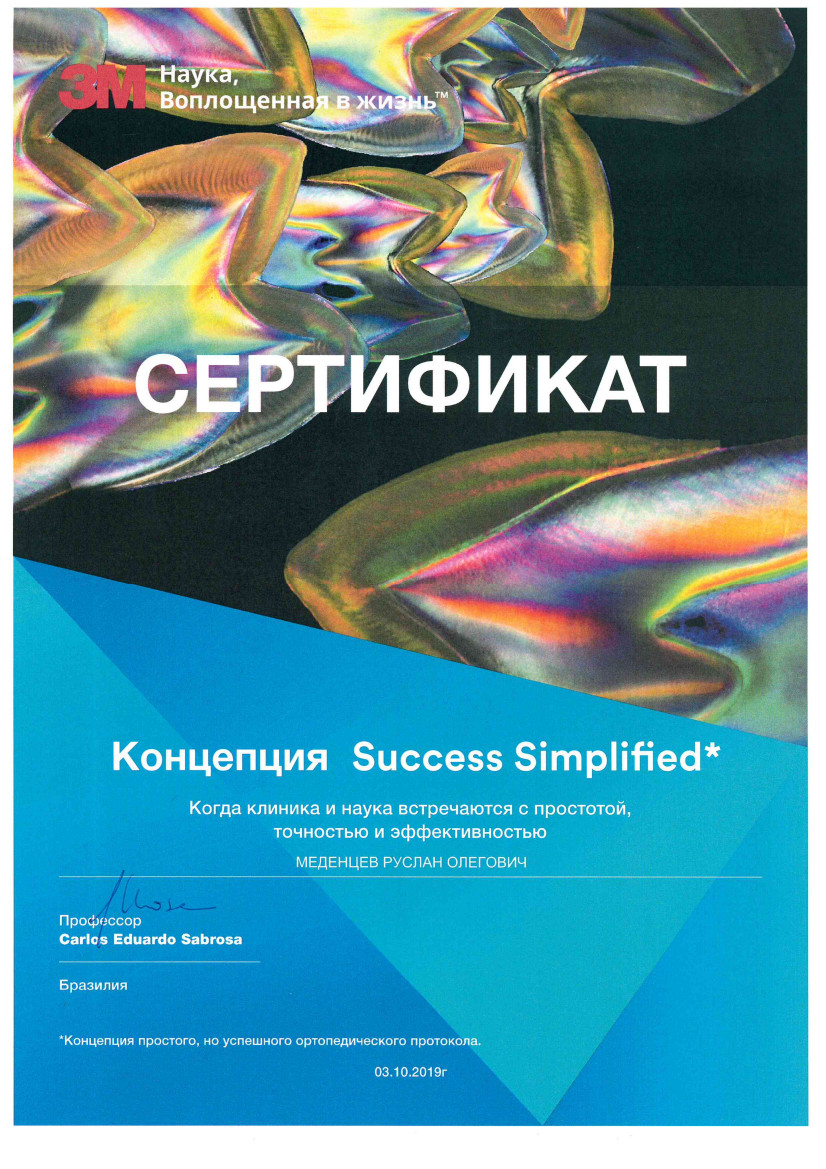 3M Наука,
Воплощенная в жизнь™
СЕРТИФИКАТ
Концепция Success Simplified*
Когда клиника и наука встречаются с простотой,
точностью и эффективностью
МЕДЕНЦЕВ РУСЛАН ОЛЕГОВИЧ
Профессор
Carlos Eduardo Sabrosa
Бразилия
*Концепция простого, но успешного ортопедического протокола.
03.10.2019г